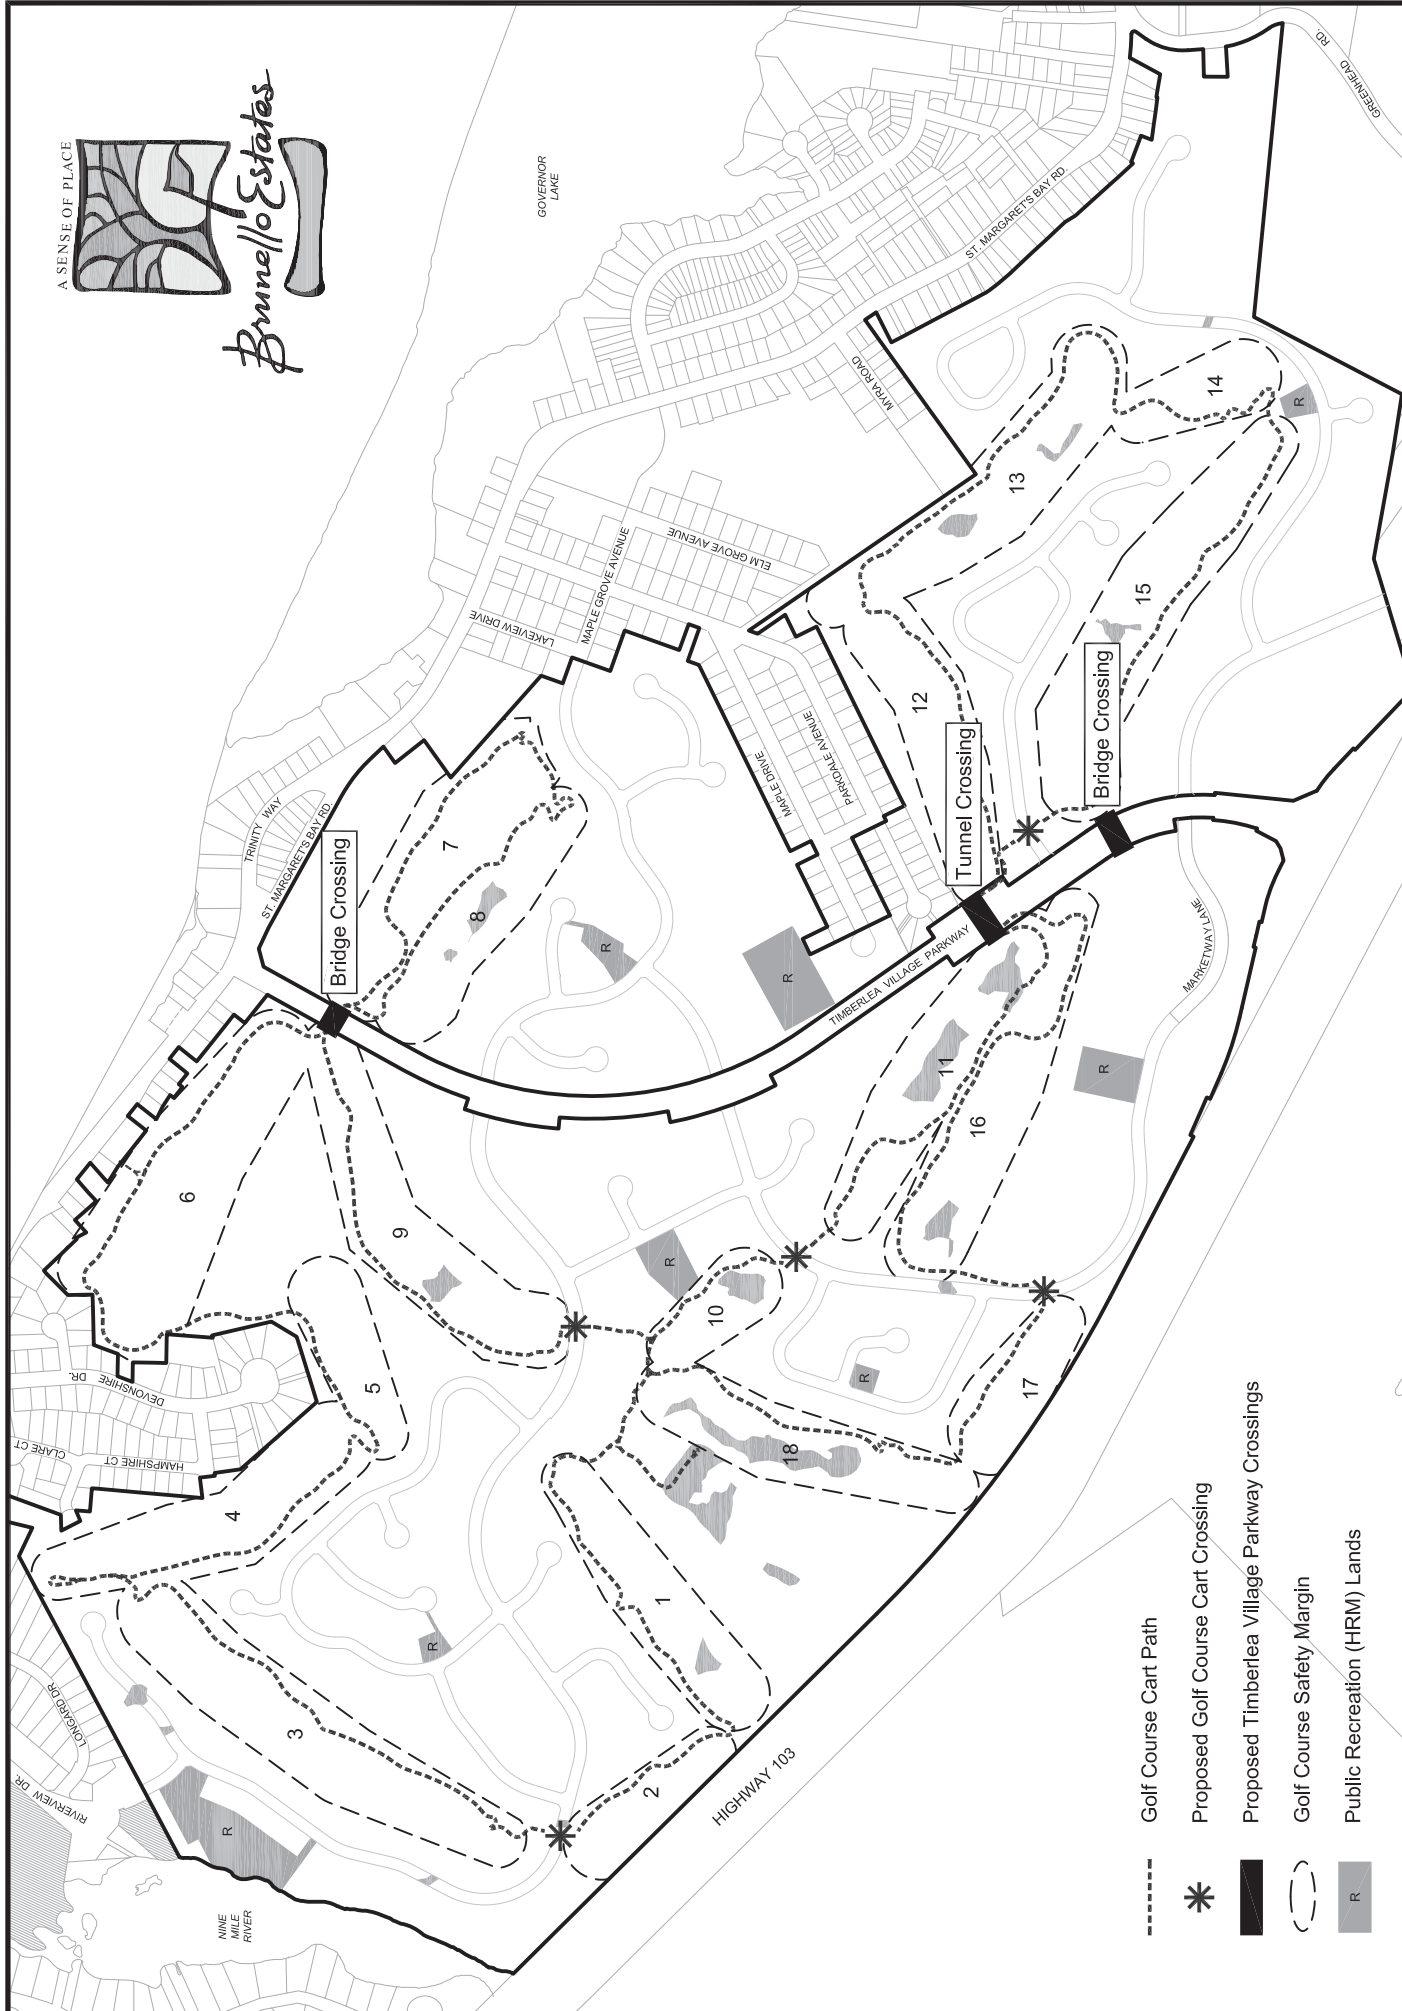 A SENSE OF PLACE
Brunello Estates
GOVERNOR
LAKE
GREENHEAD
RD.
ST. MARGARET'S BAY RD.
MYRA ROAD
ELM GROVE AVENUE
MAPLE GROVE AVENUE
LAKEVIEW DRIVE
TRINITY WAY
ST. MARGARET'S BAY RD.
MAPLE DRIVE
PARKDALE AVENUE
TIMBERLEA VILLAGE PARKWAY
MARKETWAY LANE
Bridge Crossing
Tunnel Crossing
Bridge Crossing
DEVONSHIRE DR.
CLARE CT
HAMPSHIRE CT
LONGARD DR.
RIVERVIEW DR.
NINE
MILE
RIVER
HIGHWAY 103
1
2
3
4
5
6
7
8
9
10
11
12
13
14
15
16
17
18
R
R
R
R
R
R
R
R
Golf Course Cart Path
Proposed Golf Course Cart Crossing
Proposed Timberlea Village Parkway Crossings
Golf Course Safety Margin
R
Public Recreation (HRM) Lands